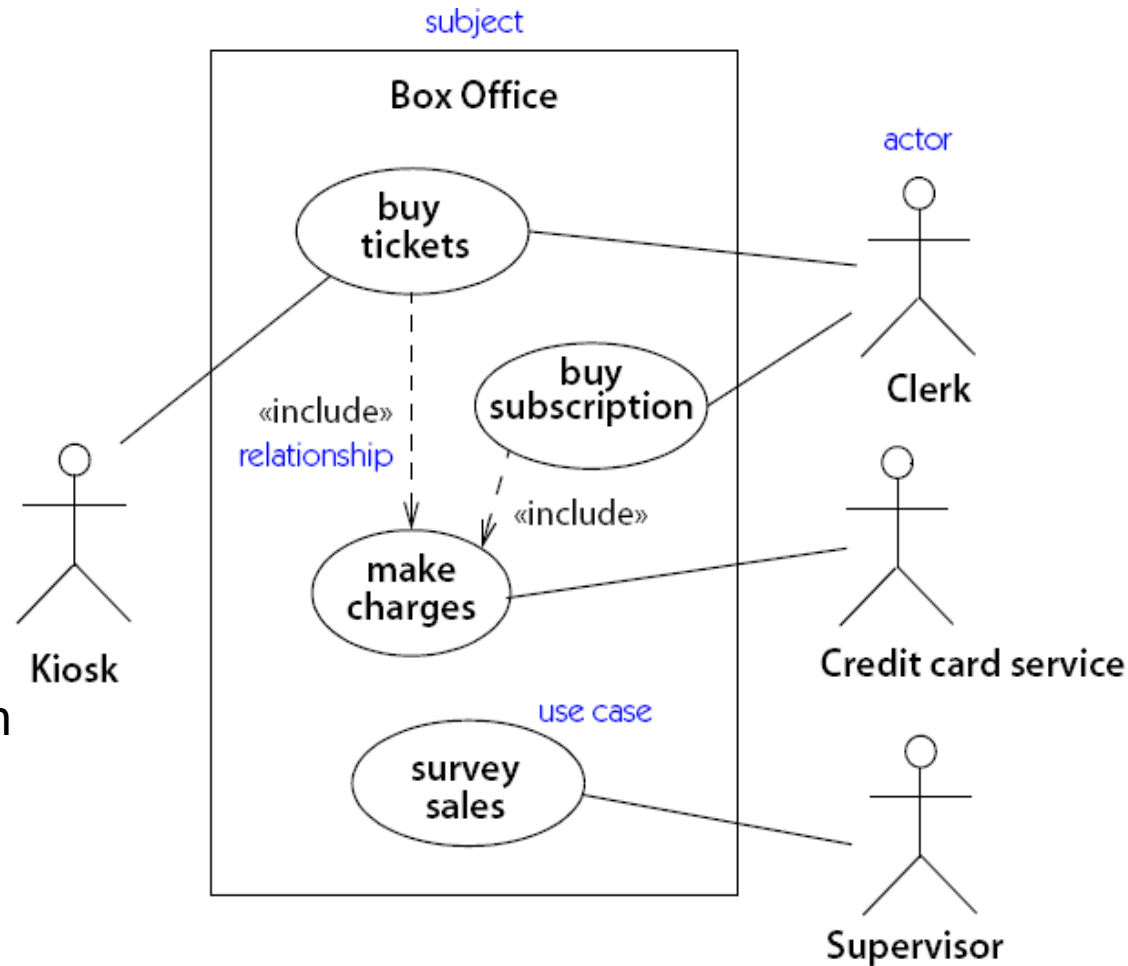 subject
Box Office
actor
buy
tickets
buy
subscription
Clerk
«include»
relationship
«include»
make
charges
Kiosk
Credit card service
n
use case
survey
sales
Supervisor